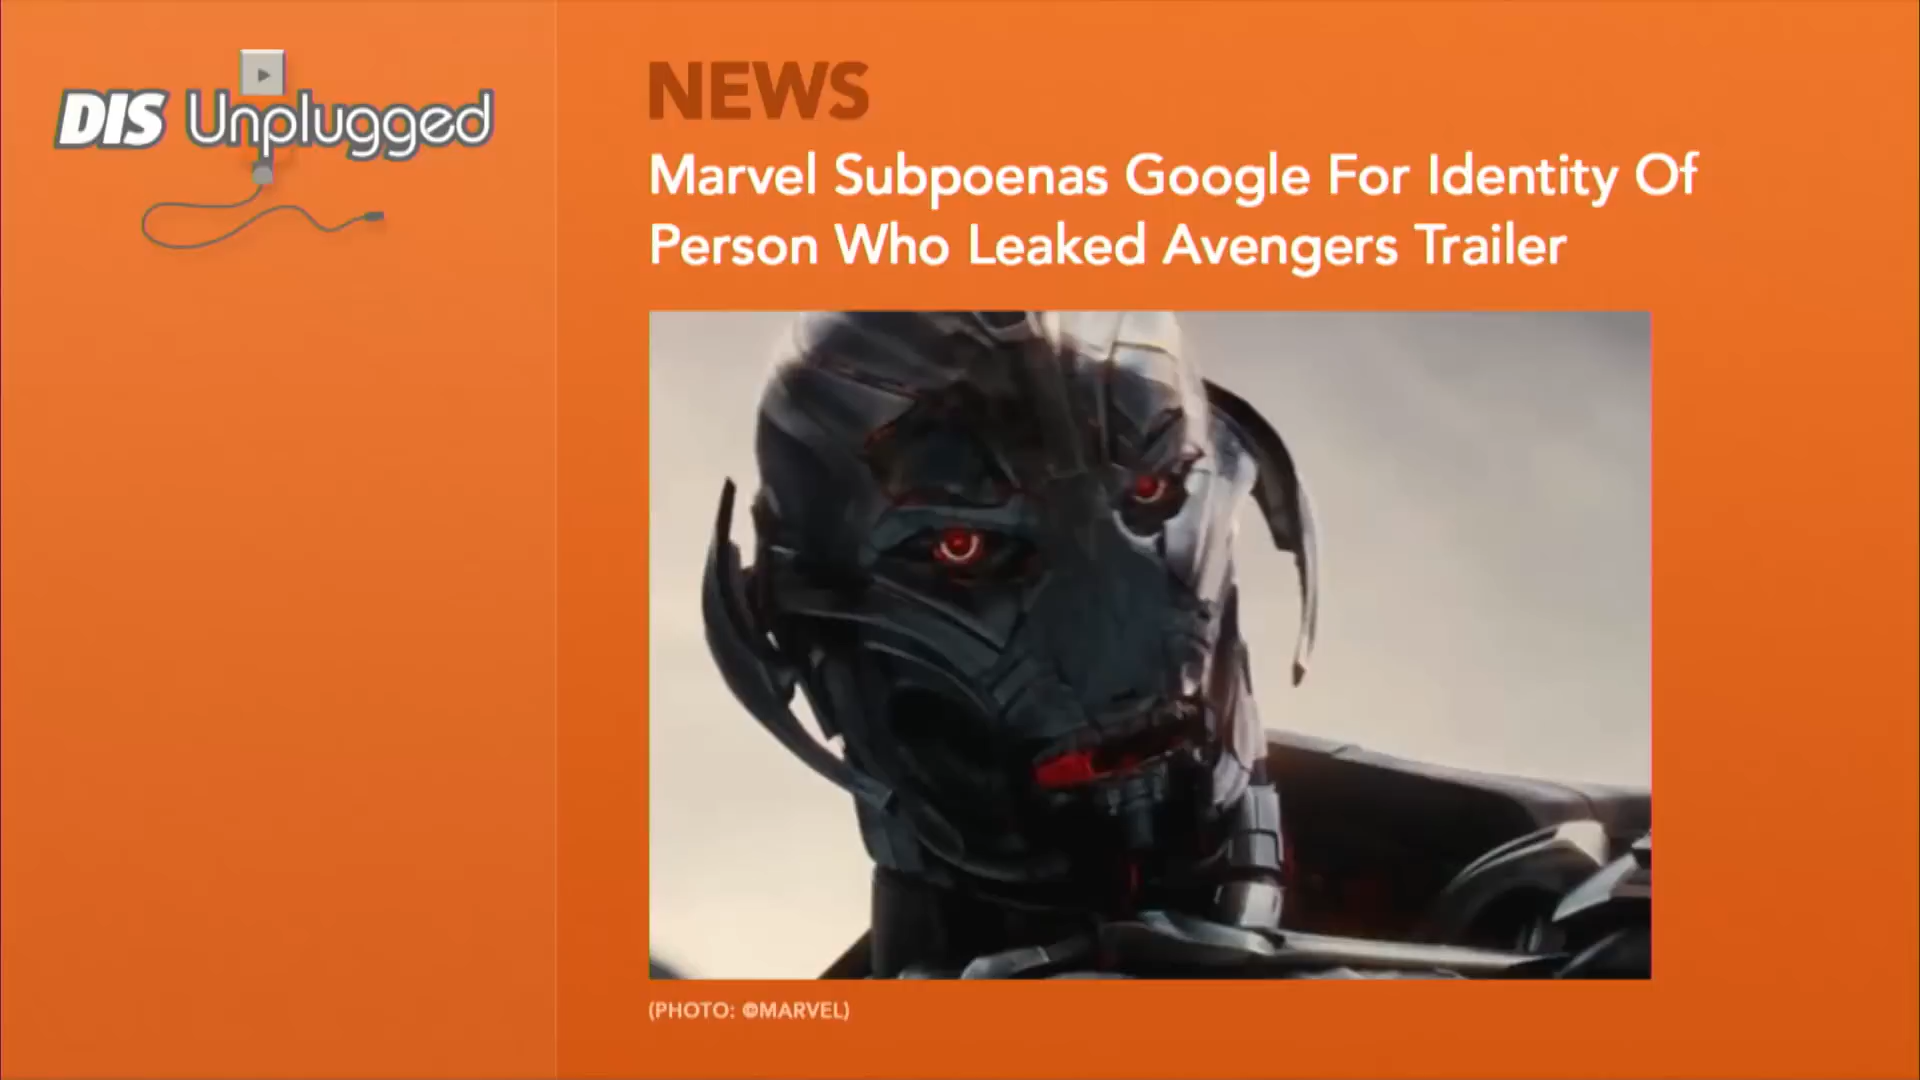 DIS Unplugged
NEWS
Marvel Subpoenas Google For Identity Of
Person Who Leaked Avengers Trailer
(PHOTO: ©MARVEL)